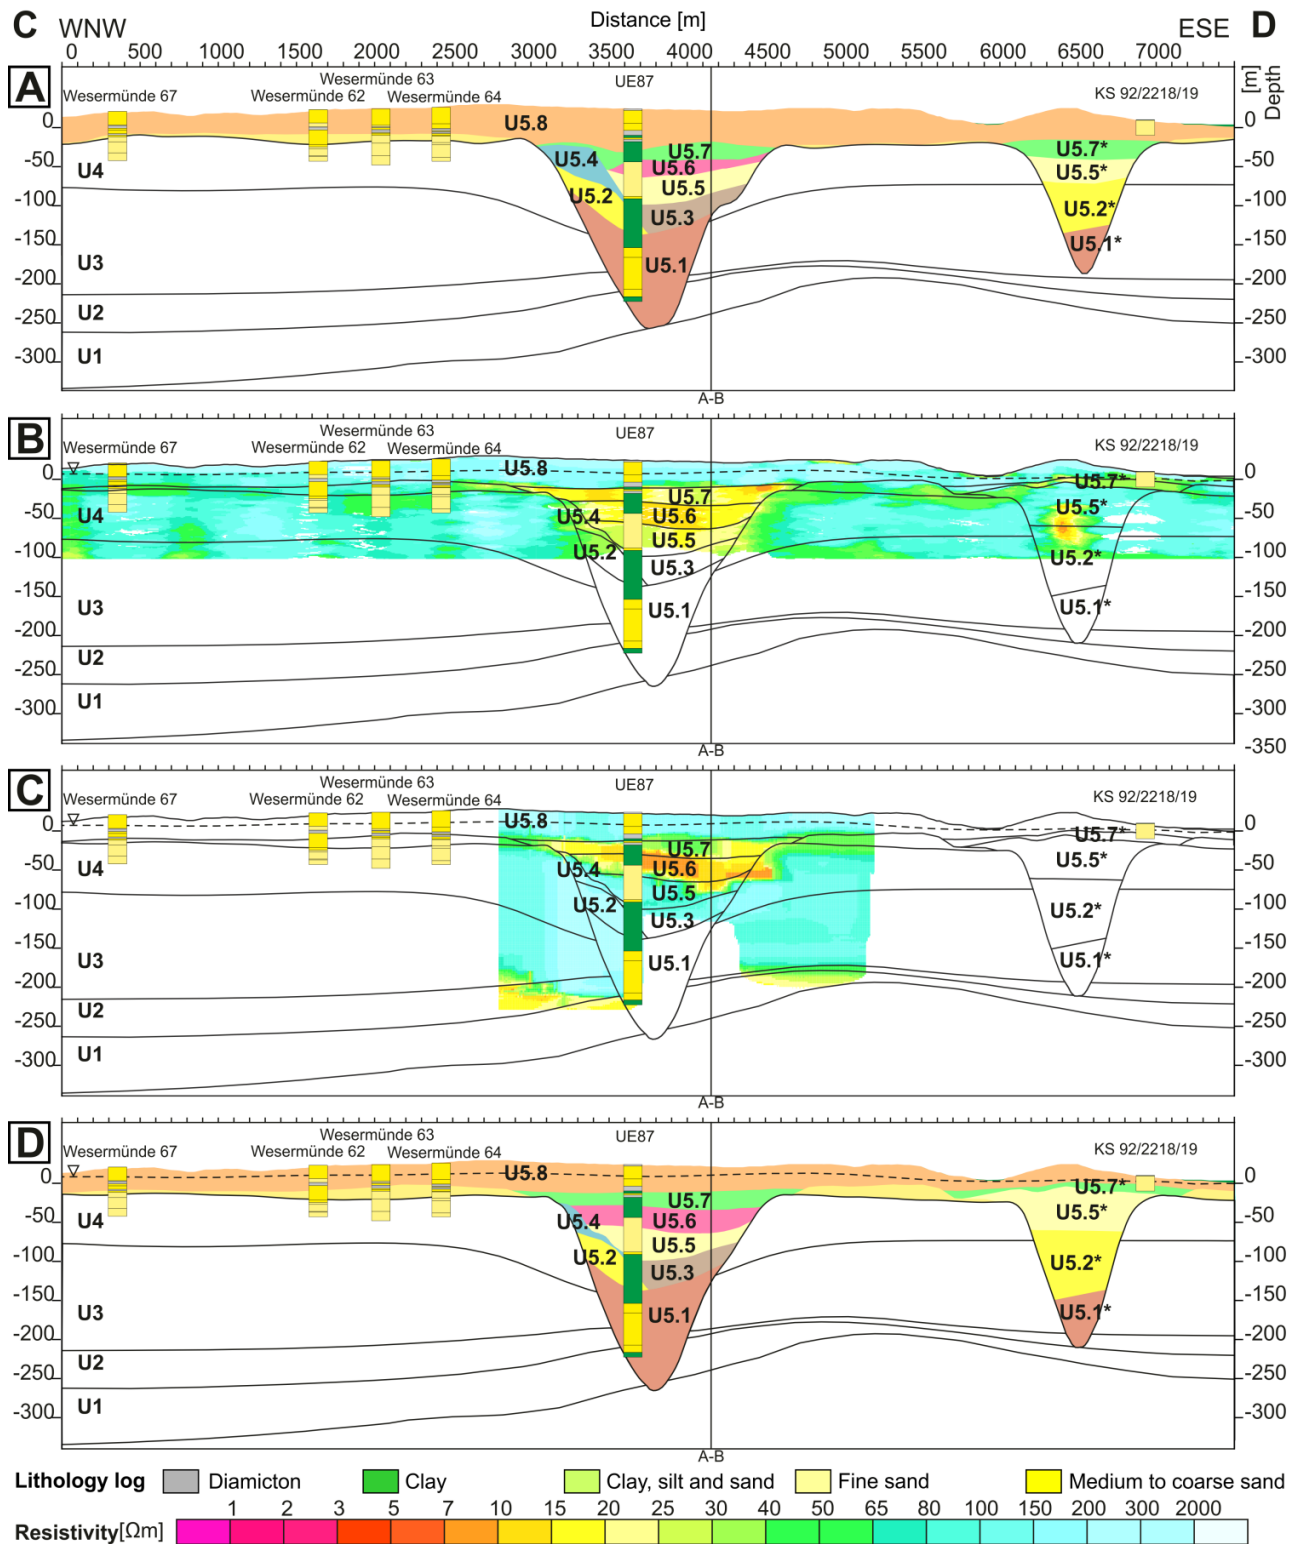 C WNW Distance [m] ESE D
0 500 1000 1500 2000 2500 3000 3500 4000 4500 5000 5500 6000 6500 7000
A
[m]
Depth
Wesermünde 63
Wesermünde 67 Wesermünde 62 Wesermünde 64 UE87 KS 92/2218/19
0 U5.8 0
U5.7 U5.7*
-50 U4 U5.4 U5.6 U5.5* -50
-100 U5.2 U5.5 U5.2* -100
U5.3
-150 U5.1* -150
-200 U3 U5.1 -200
-250 U2 -250
-300 U1 -300
A-B
B
Wesermünde 63
Wesermünde 67 Wesermünde 62 Wesermünde 64 UE87 KS 92/2218/19
0 U5.8 0
U5.7 U5.7*
-50 U4 U5.4 U5.6 U5.5* -50
-100 U5.2 U5.5 U5.2* -100
U5.3
-150 U3 U5.1 U5.1* -150
-200 U2 -200
-250 -250
-300 U1 -300
A-B -350
C
Wesermünde 63
Wesermünde 67 Wesermünde 62 Wesermünde 64 UE87 KS 92/2218/19
0 U5.8 0
U5.7 U5.7*
-50 U4 U5.4 U5.6 U5.5* -50
-100 U5.2 U5.5 U5.2* -100
U5.3
-150 U3 U5.1 U5.1* -150
-200 U2 -200
-250 -250
-300 U1 -300
A-B
D
Wesermünde 63
Wesermünde 67 Wesermünde 62 Wesermünde 64 UE87 KS 92/2218/19
0 U5.8 0
U5.7 U5.7*
-50 U4 U5.4 U5.6 U5.5* -50
-100 U5.2 U5.5 U5.2* -100
U5.3
-150 U3 U5.1 U5.1* -150
-200 U2 -200
-250 -250
-300 U1 -300
A-B
Lithology log Diamicton Clay Clay, silt and sand Fine sand Medium to coarse sand
1 2 3 5 7 10 15 20 25 30 40 50 65 80 100 150 200 300 2000
Resistivity[Ωm]